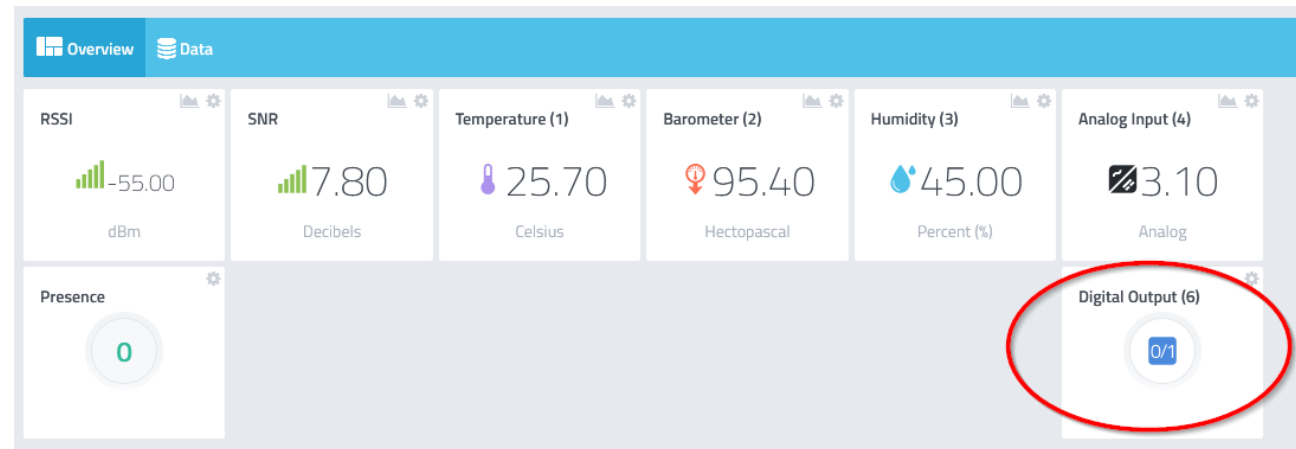 Overview Data
RSSI
-55.00
dBm
SNR
7.80
Decibels
Temperature (1)
25.70
Celsius
Barometer (2)
95.40
Hectopascal
Humidity (3)
45.00
Percent (%)
Analog Input (4)
3.10
Analog
Presence
0
Digital Output (6)
0/1